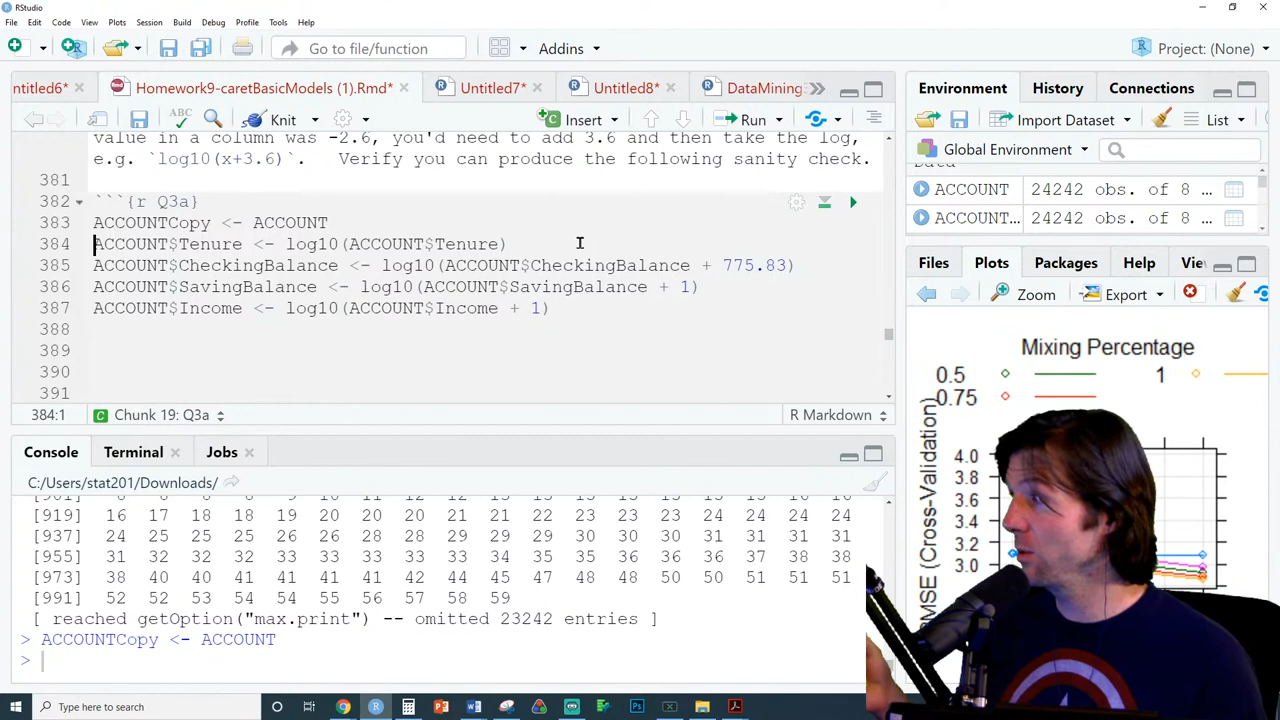 RStudio
File Edit Code View Plots Session Build Debug Profile Tools Help
Go to file/function Addins Project: (None)
ntitled6* Homework9-caretBasicModels (1).Rmd* Untitled7* Untitled8* DataMining
ABC Knit Insert Run
value in a column was -2.6, you'd need to add 3.6 and then take the log,
e.g. `log10(x+3.6)`. Verify you can produce the following sanity check.
381
382 ```{r Q3a}
383 ACCOUNTCopy <- ACCOUNT
384 ACCOUNT$Tenure <- log10(ACCOUNT$Tenure)
385 ACCOUNT$CheckingBalance <- log10(ACCOUNT$CheckingBalance + 775.83)
386 ACCOUNT$SavingBalance <- log10(ACCOUNT$SavingBalance + 1)
387 ACCOUNT$Income <- log10(ACCOUNT$Income + 1)
388
389
390
391
384:1 Chunk 19: Q3a R Markdown
Console Terminal Jobs
C:/Users/stat201/Downloads/
[919] 16 17 18 18 19 20 20 20 21 21 22 23 23 23 24 24 24 24
[937] 24 25 25 25 26 26 28 28 29 29 29 30 30 30 31 31 31 31
[955] 31 32 32 32 33 33 33 33 33 34 35 35 36 36 36 37 38 38
[973] 38 40 40 41 41 41 41 42 44 45 47 48 48 50 50 51 51 51
[991] 52 52 53 54 54 55 56 57 58 59
[ reached getOption("max.print") -- omitted 23242 entries ]
> ACCOUNTCopy <- ACCOUNT
>
Environment History Connections
Import Dataset List
Global Environment
Data
ACCOUNT 24242 obs. of 8 …
ACCOUNT… 24242 obs. of 8 …
Files Plots Packages Help
Zoom Export
Mixing Percentage
0.5 1
0.75
RMSE (Cross-Validation)
4.0
3.8
3.6
3.4
3.2
3.0
Type here to search